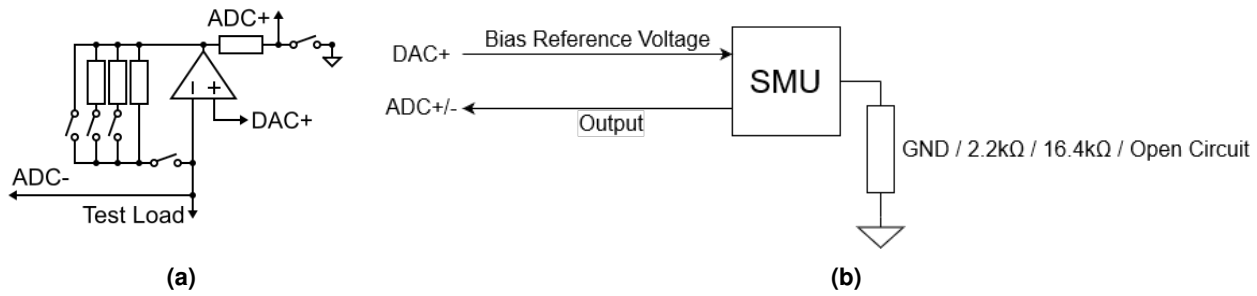 ADC+
DAC+
ADC-
Test Load
(a)
Bias Reference Voltage
DAC+
SMU
ADC+/-
Output
GND / 2.2kΩ / 16.4kΩ / Open Circuit
(b)